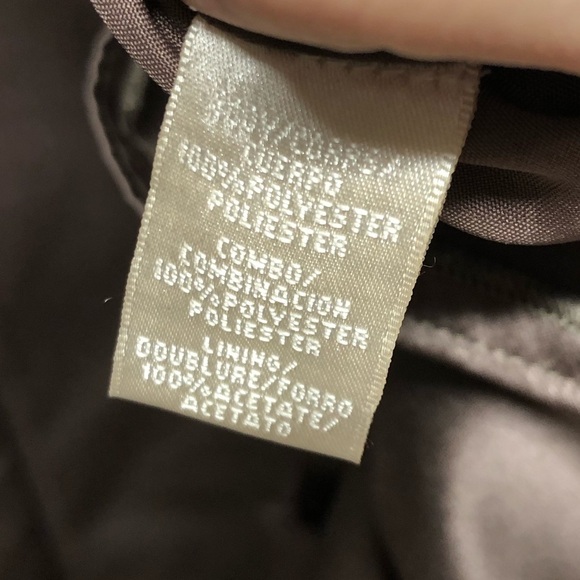 CUERPO
100%POLYESTER
POLIESTER
COMBO/
COMBINACION
100%POLYESTER
POLIESTER
LINING/
DOUBLURE/FORRO
100%ACETATE/
ACETATO